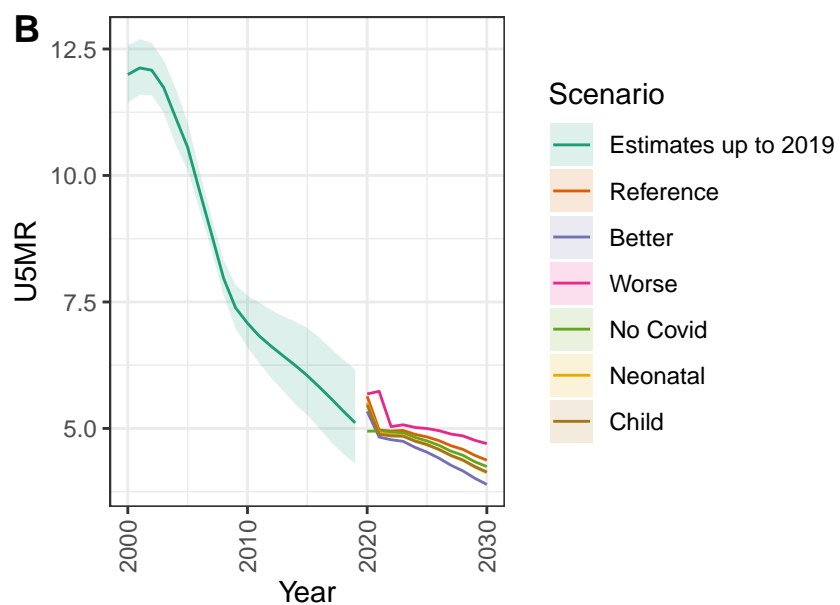 B
12.5
10.0
7.5
5.0
U5MR
2000
2010
2020
2030
Year
Scenario
Estimates up to 2019
Reference
Better
Worse
No Covid
Neonatal
Child